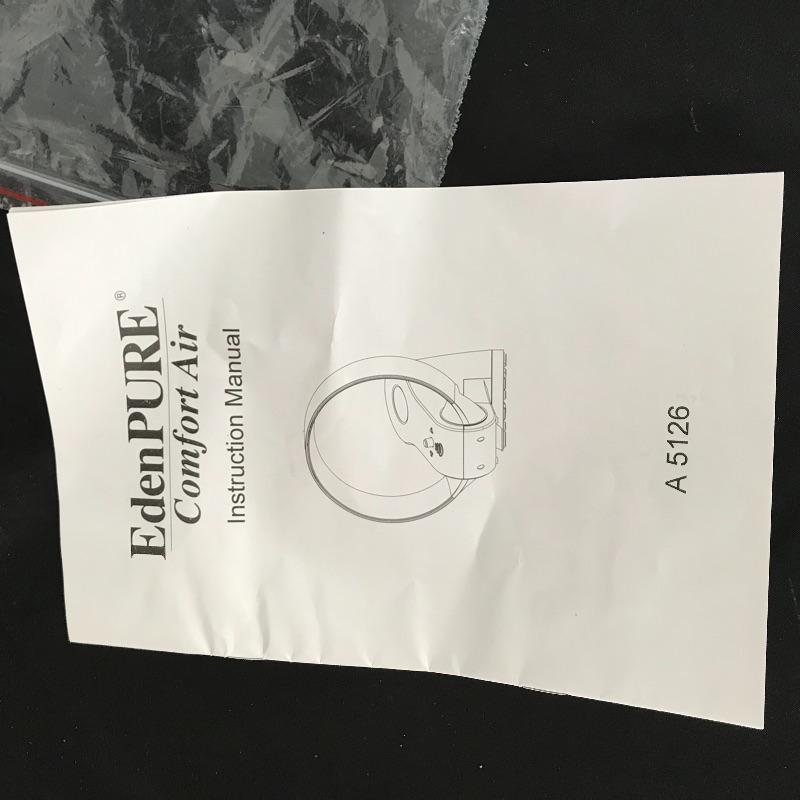 EdenPURE®
Comfort Air
Instruction Manual
A 5126